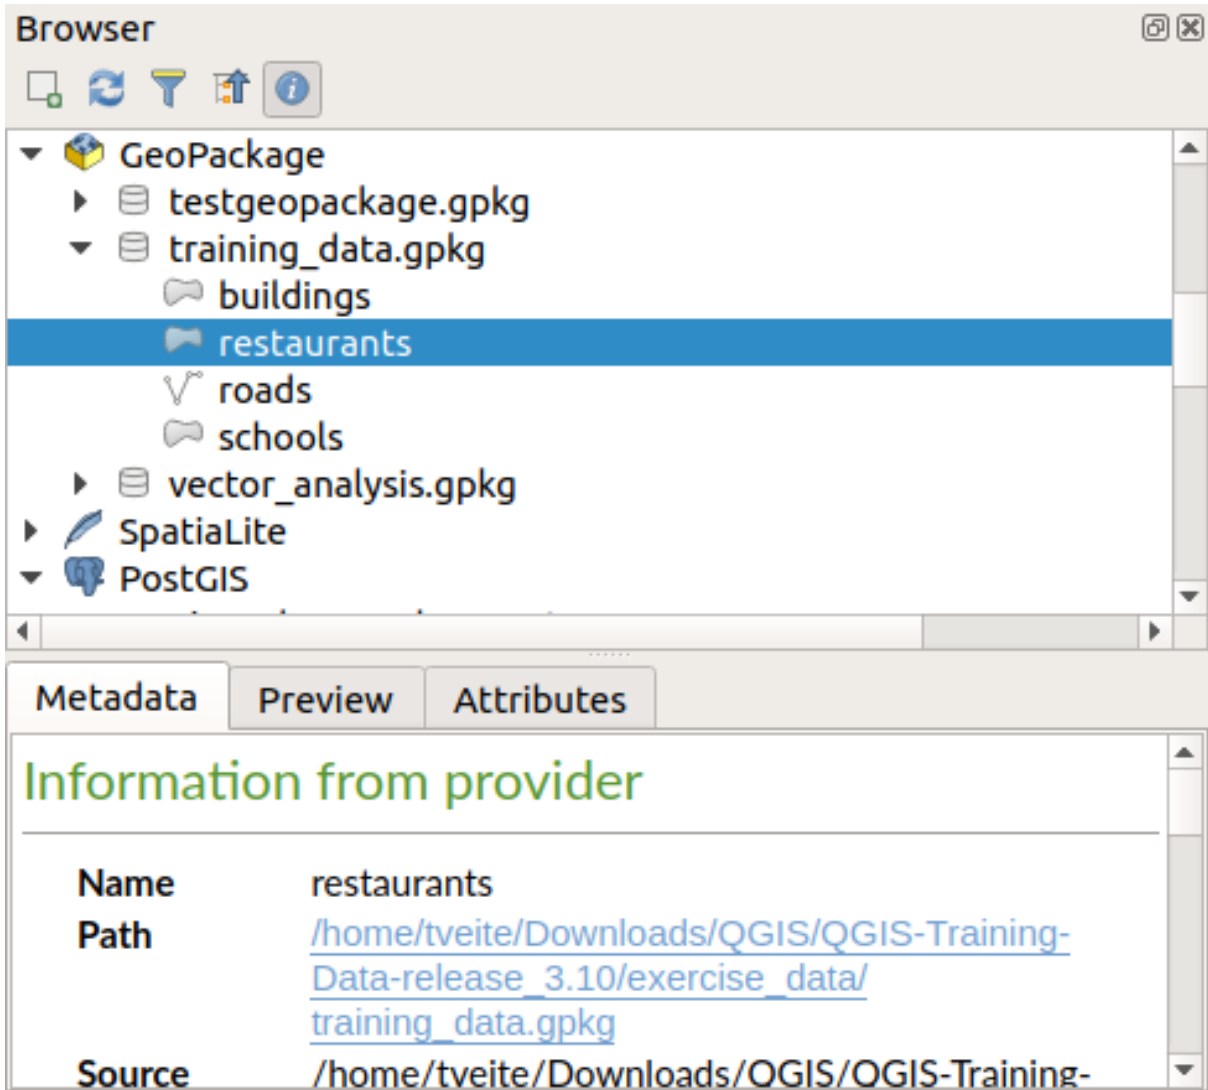 Browser
GeoPackage
testgeopackage.gpkg
training_data.gpkg
buildings
restaurants
roads
schools
vector_analysis.gpkg
SpatiaLite
PostGIS
Metadata Preview Attributes
Information from provider
Name restaurants
Path /home/tveite/Downloads/QGIS/QGIS-Training-
Data-release_3.10/exercise_data/
training_data.gpkg
Source /home/tveite/Downloads/QGIS/QGIS-Training-